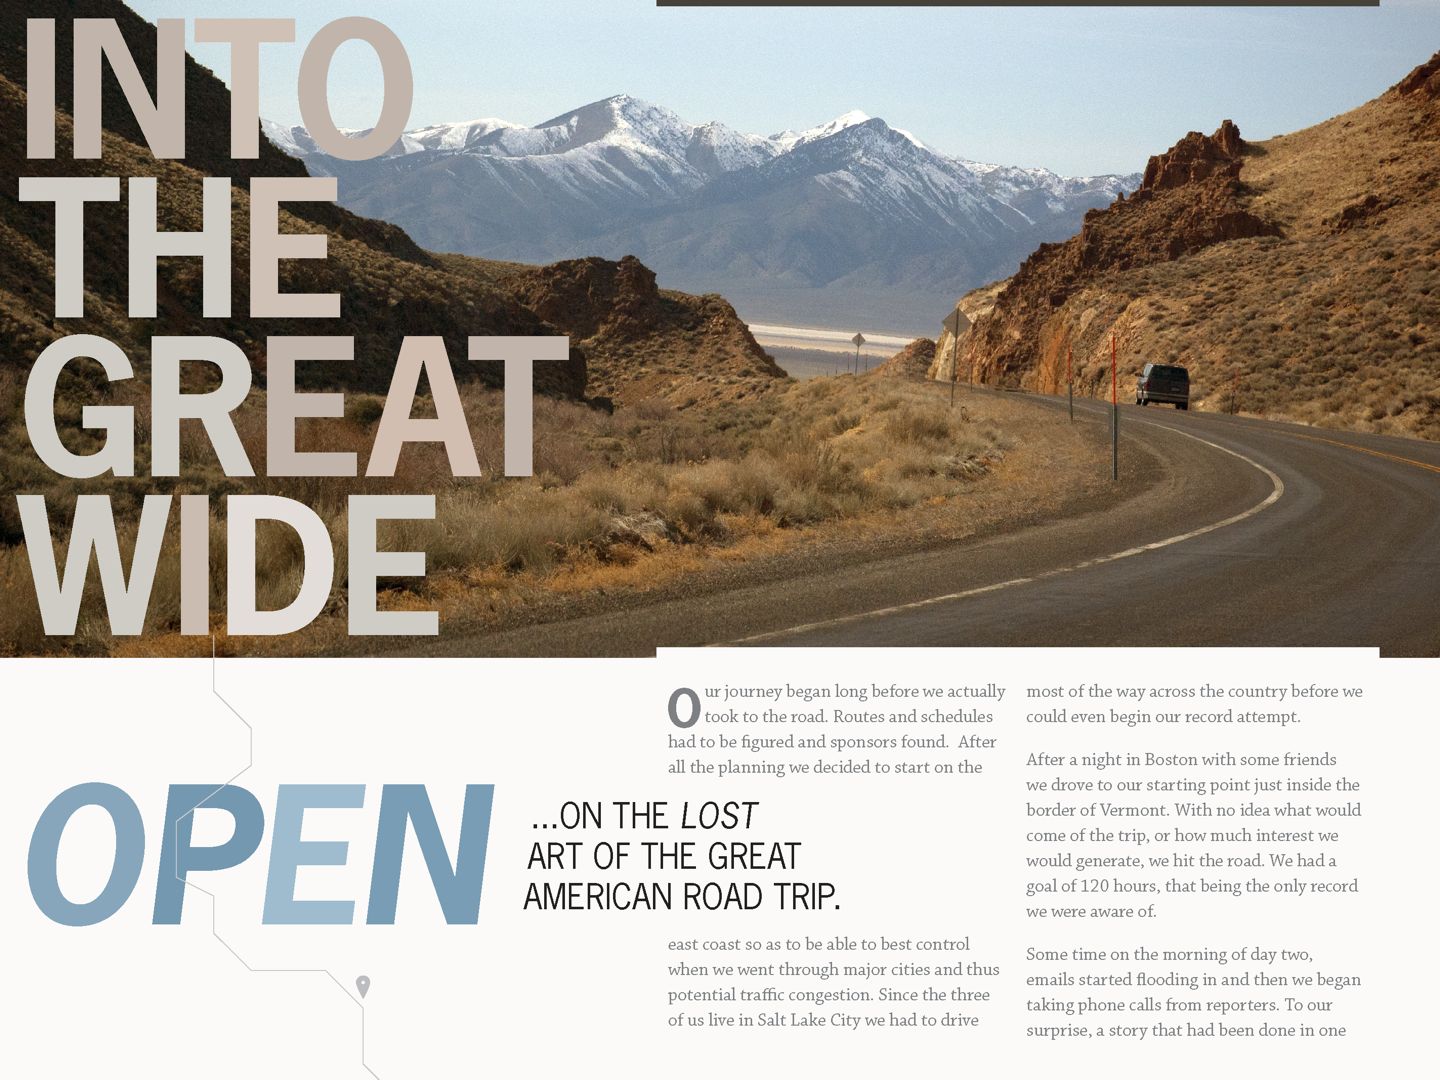 INTO
THE
GREAT
WIDE
OPEN
...ON THE LOST
ART OF THE GREAT
AMERICAN ROAD TRIP.
Our journey began long before we actually
took to the road. Routes and schedules
had to be figured and sponsors found.  After
all the planning we decided to start on the
east coast so as to be able to best control
when we went through major cities and thus
potential traffic congestion. Since the three
of us live in Salt Lake City we had to drive
most of the way across the country before we
could even begin our record attempt.
After a night in Boston with some friends
we drove to our starting point just inside the
border of Vermont. With no idea what would
come of the trip, or how much interest we
would generate, we hit the road. We had a
goal of 120 hours, that being the only record
we were aware of.
Some time on the morning of day two,
emails started flooding in and then we began
taking phone calls from reporters. To our
surprise, a story that had been done in one